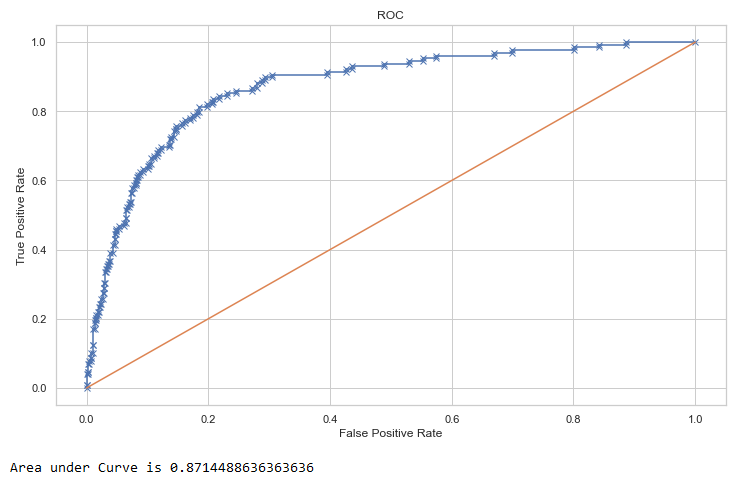 ROC
1.0
0.8
0.6
0.4
0.2
0.0
True Positive Rate
0.0 0.2 0.4 0.6 0.8 1.0
False Positive Rate
Area under Curve is 0.8714488636363636